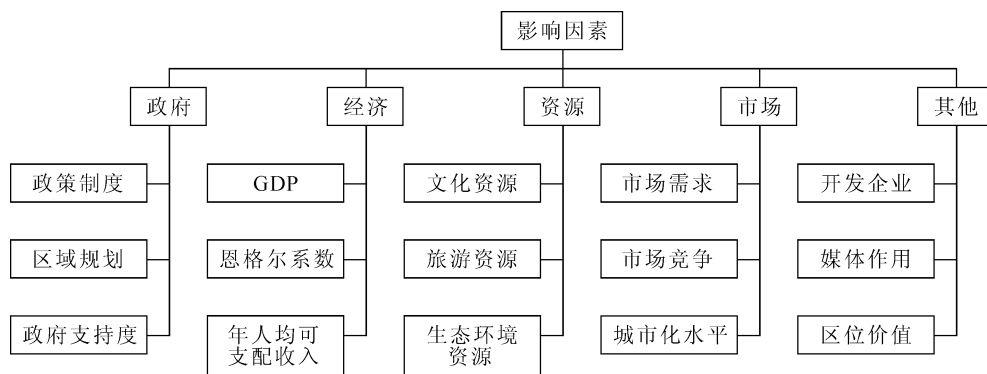 影响因素
政府
经济
资源
市场
其他
政策制度
GDP
文化资源
市场需求
开发企业
区域规划
恩格尔系数
旅游资源
市场竞争
媒体作用
政府支持度
年人均可
支配收入
生态环境
资源
城市化水平
区位价值